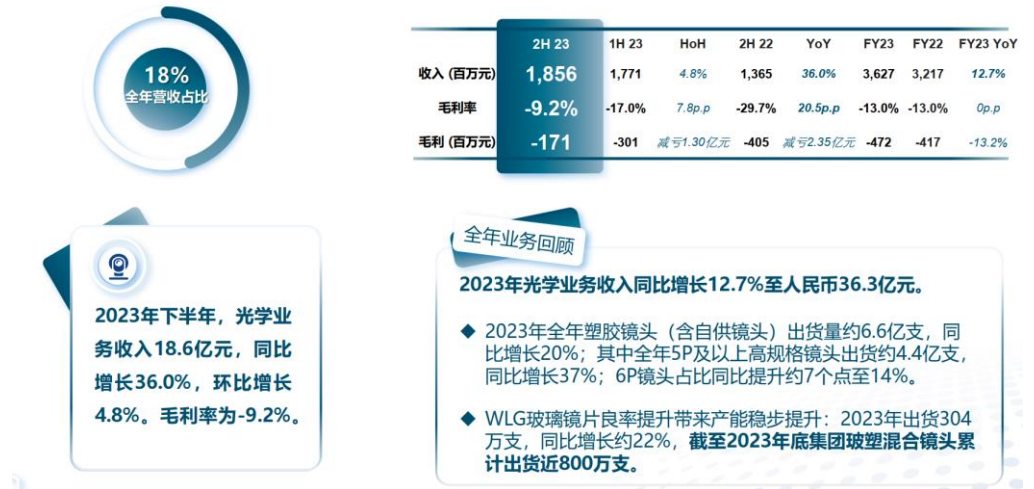 18%
全年营收占比
2H 23 1H 23 HoH 2H 22 YoY FY23 FY22 FY23 YoY
收入 (百万元) 1,856 1,771 4.8% 1,365 36.0% 3,627 3,217 12.7%
毛利率 -9.2% -17.0% 7.8p.p -29.7% 20.5p.p -13.0% -13.0% 0p.p
毛利 (百万元) -171 -301 减亏1.30亿元 -405 减亏2.35亿元 -472 -417 -13.2%
2023年下半年，光学业
务收入18.6亿元，同比
增长36.0%，环比增长
4.8%。毛利率为-9.2%。
全年业务回顾
2023年光学业务收入同比增长12.7%至人民币36.3亿元。
◆ 2023年全年塑胶镜头（含自供镜头）出货量约6.6亿支，同
比增长20%；其中全年5P及以上高规格镜头出货约4.4亿支，
同比增长37%；6P镜头占比同比提升约7个点至14%。
◆ WLG玻璃镜片良率提升带来产能稳步提升：2023年出货304
万支，同比增长约22%，截至2023年底集团玻塑混合镜头累
计出货近800万支。